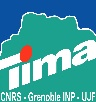 Tima
CNRS - Grenoble INP - UJF